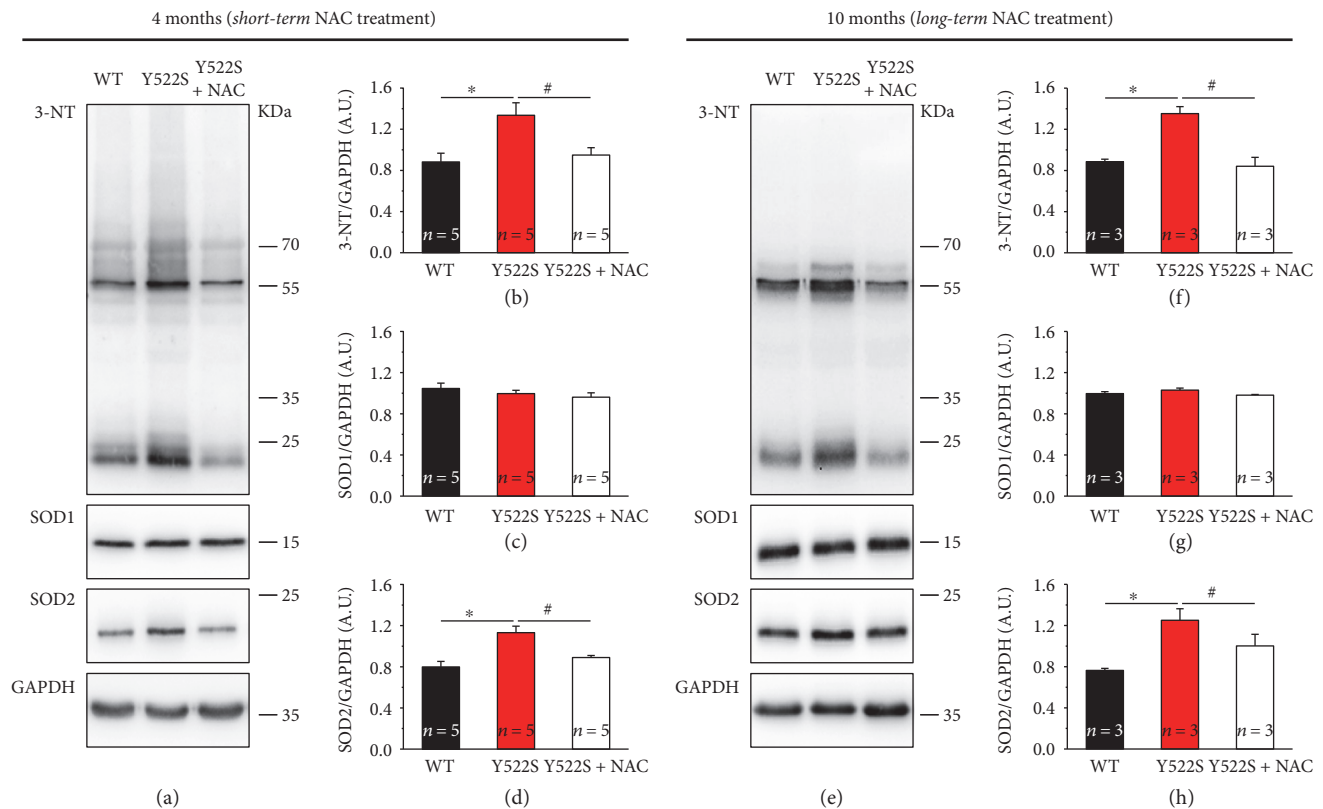 4 months (short-term NAC treatment)
WT Y522S Y522S + NAC
3-NT KDa
70
55
35
25
SOD1
15
SOD2
25
GAPDH
35
(a)
3-NT/GAPDH (A.U.)
1.6
1.2
0.8
0.4
0.0
* #
n = 5 n = 5 n = 5
WT Y522S Y522S + NAC
(b)
SOD1/GAPDH (A.U.)
1.6
1.2
0.8
0.4
0.0
n = 5 n = 5 n = 5
WT Y522S Y522S + NAC
(c)
SOD2/GAPDH (A.U.)
1.6
1.2
0.8
0.4
0.0
* #
n = 5 n = 5 n = 5
WT Y522S Y522S + NAC
(d)
10 months (long-term NAC treatment)
WT Y522S Y522S + NAC
3-NT KDa
70
55
35
25
SOD1
15
SOD2
25
GAPDH
35
(e)
3-NT/GAPDH (A.U.)
1.6
1.2
0.8
0.4
0.0
* #
n = 3 n = 3 n = 3
WT Y522S Y522S + NAC
(f)
SOD1/GAPDH (A.U.)
1.6
1.2
0.8
0.4
0.0
n = 3 n = 3 n = 3
WT Y522S Y522S + NAC
(g)
SOD2/GAPDH (A.U.)
1.6
1.2
0.8
0.4
0.0
* #
n = 3 n = 3 n = 3
WT Y522S Y522S + NAC
(h)